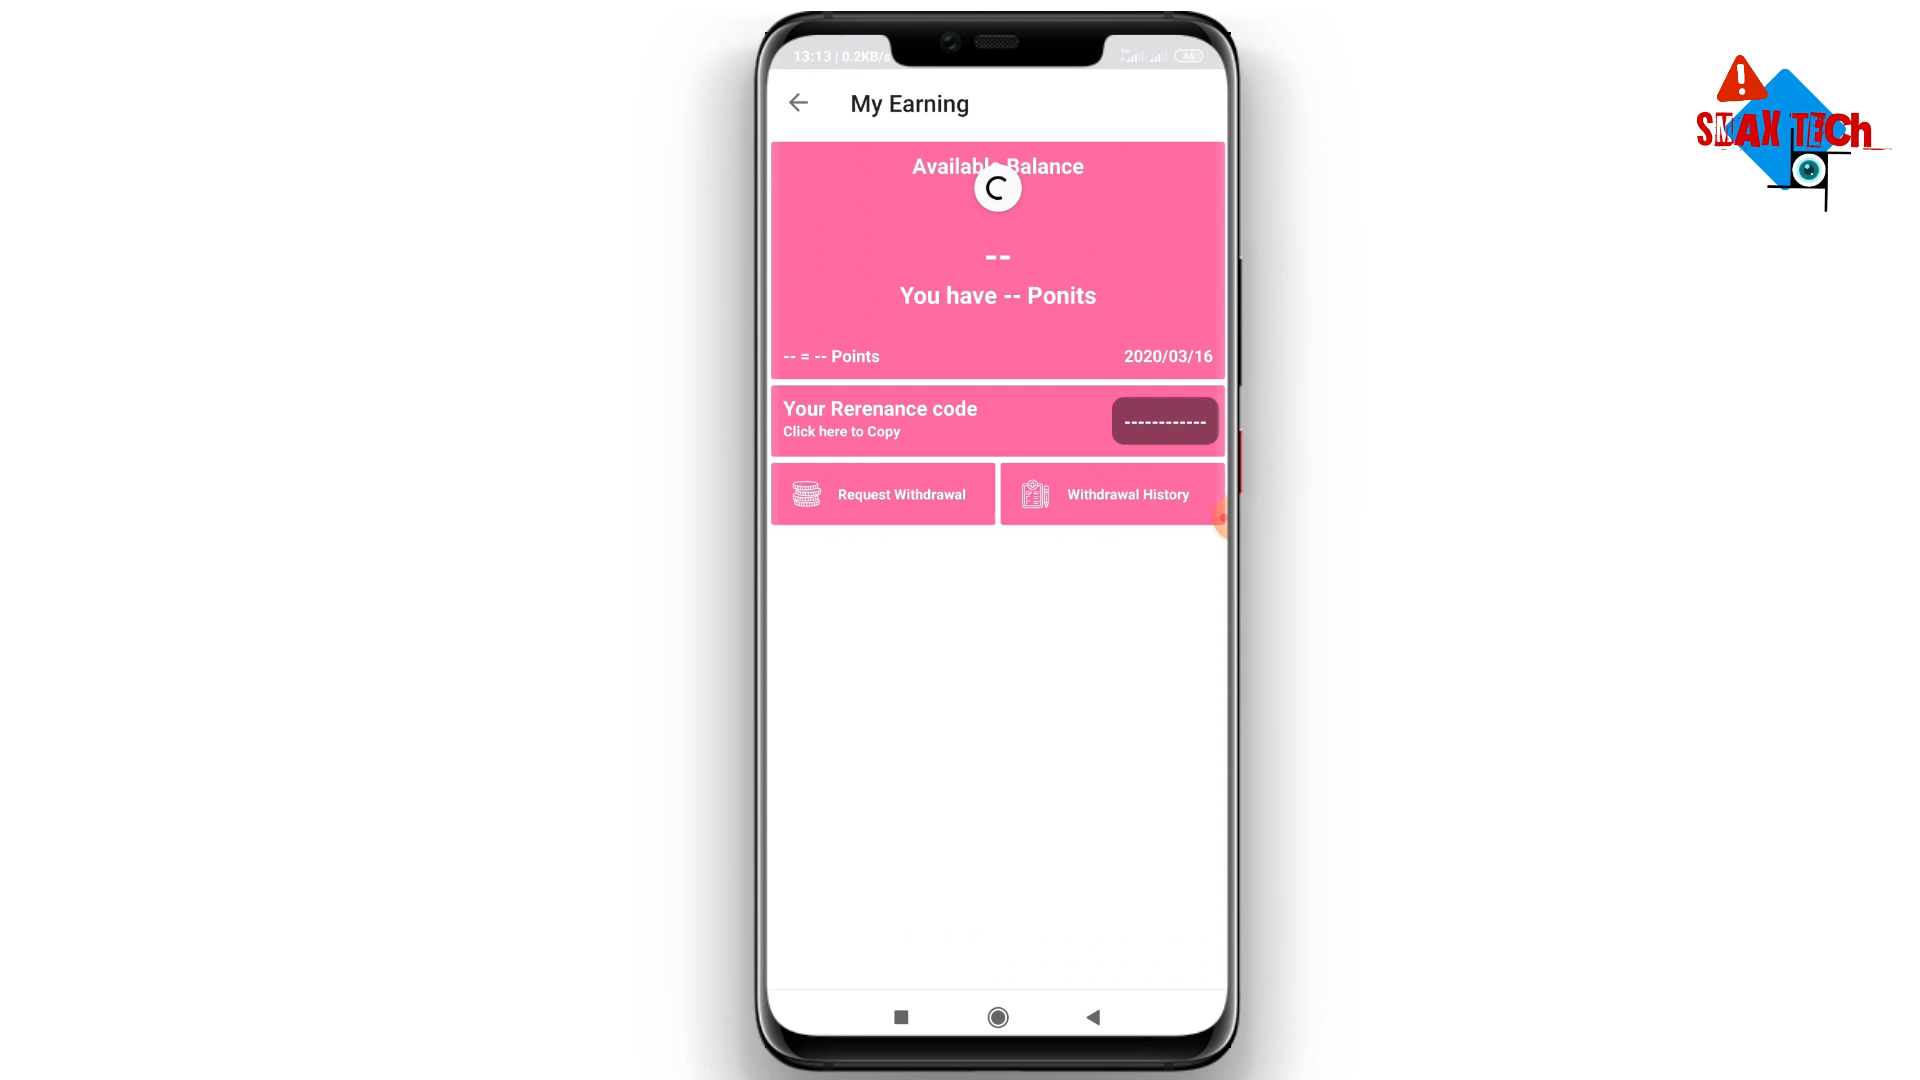 13:13 | 0.2KB/s
46
My Earning
Available Balance
--
You have -- Ponits
-- = -- Points
2020/03/16
Your Rerenance code
Click here to Copy
------------
Request Withdrawal
Withdrawal History
SMAX TECh